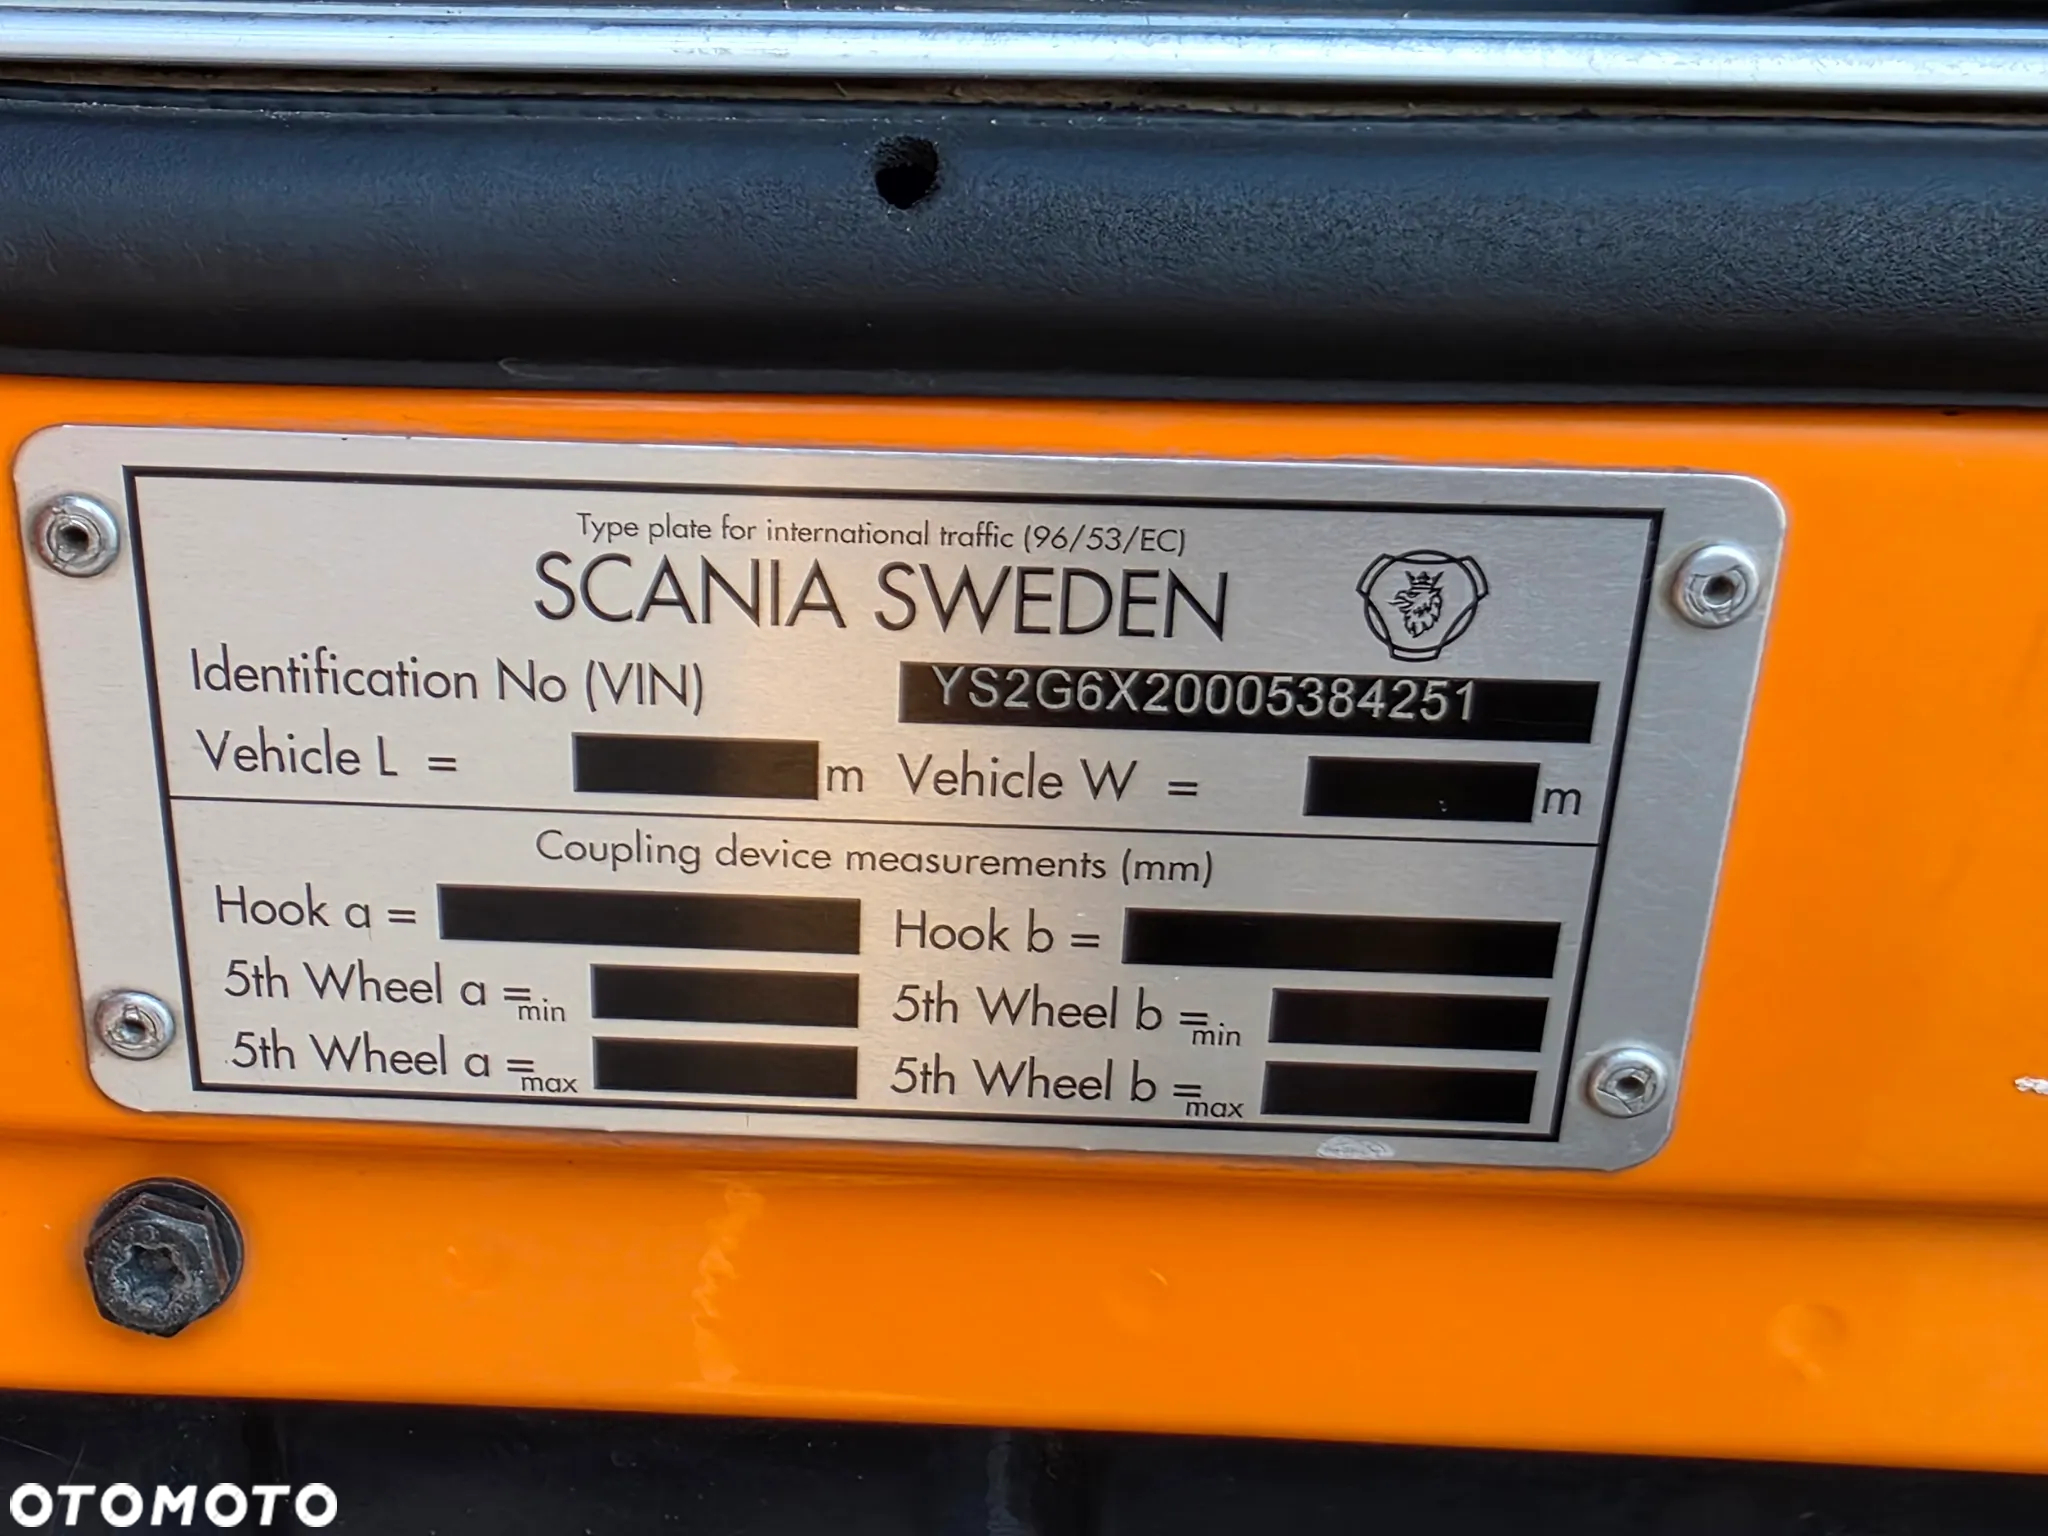 Type plate for international traffic (96/53/EC)
SCANIA SWEDEN
Identification No (VIN) YS2G6X20005384251
Vehicle L = m Vehicle W = m
Coupling device measurements (mm)
Hook a = Hook b =
5th Wheel a =min 5th Wheel b =min
5th Wheel a =max 5th Wheel b =max
OTOMOTO